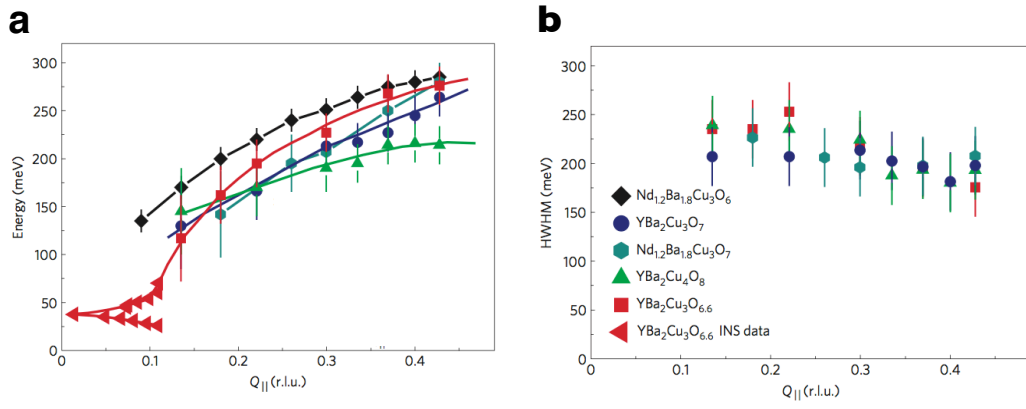 a
b
300
250
200
150
100
50
0
Energy (meV)
0
0.1
0.2
0.3
0.4
Q|| (r.l.u.)
300
250
200
150
100
50
0
HWHM (meV)
Nd1.2Ba1.8Cu3O6
YBa2Cu3O7
Nd1.2Ba1.8Cu3O7
YBa2Cu4O8
YBa2Cu3O6.6
YBa2Cu3O6.6 INS data
0
0.1
0.2
0.3
0.4
Q|| (r.l.u.)